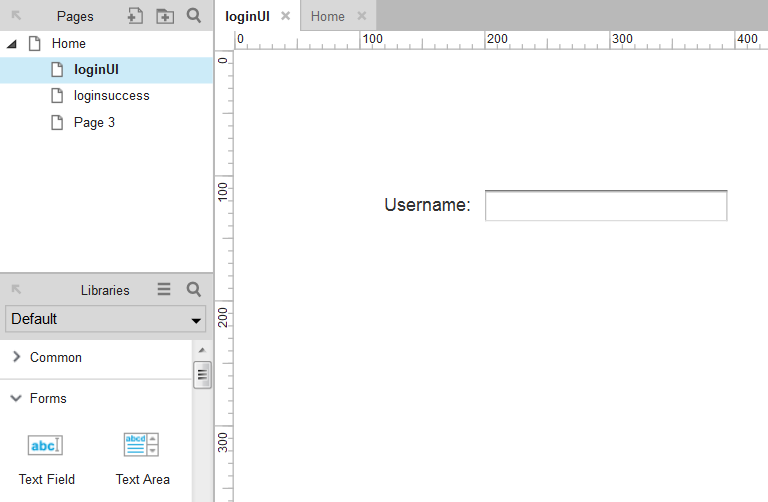 Pages
Home
loginUI
loginsuccess
Page 3
Libraries
Default
Common
Forms
abc
abcd
Text Field
Text Area
loginUI
Home
0
100
200
300
400
0
100
200
300
Username: